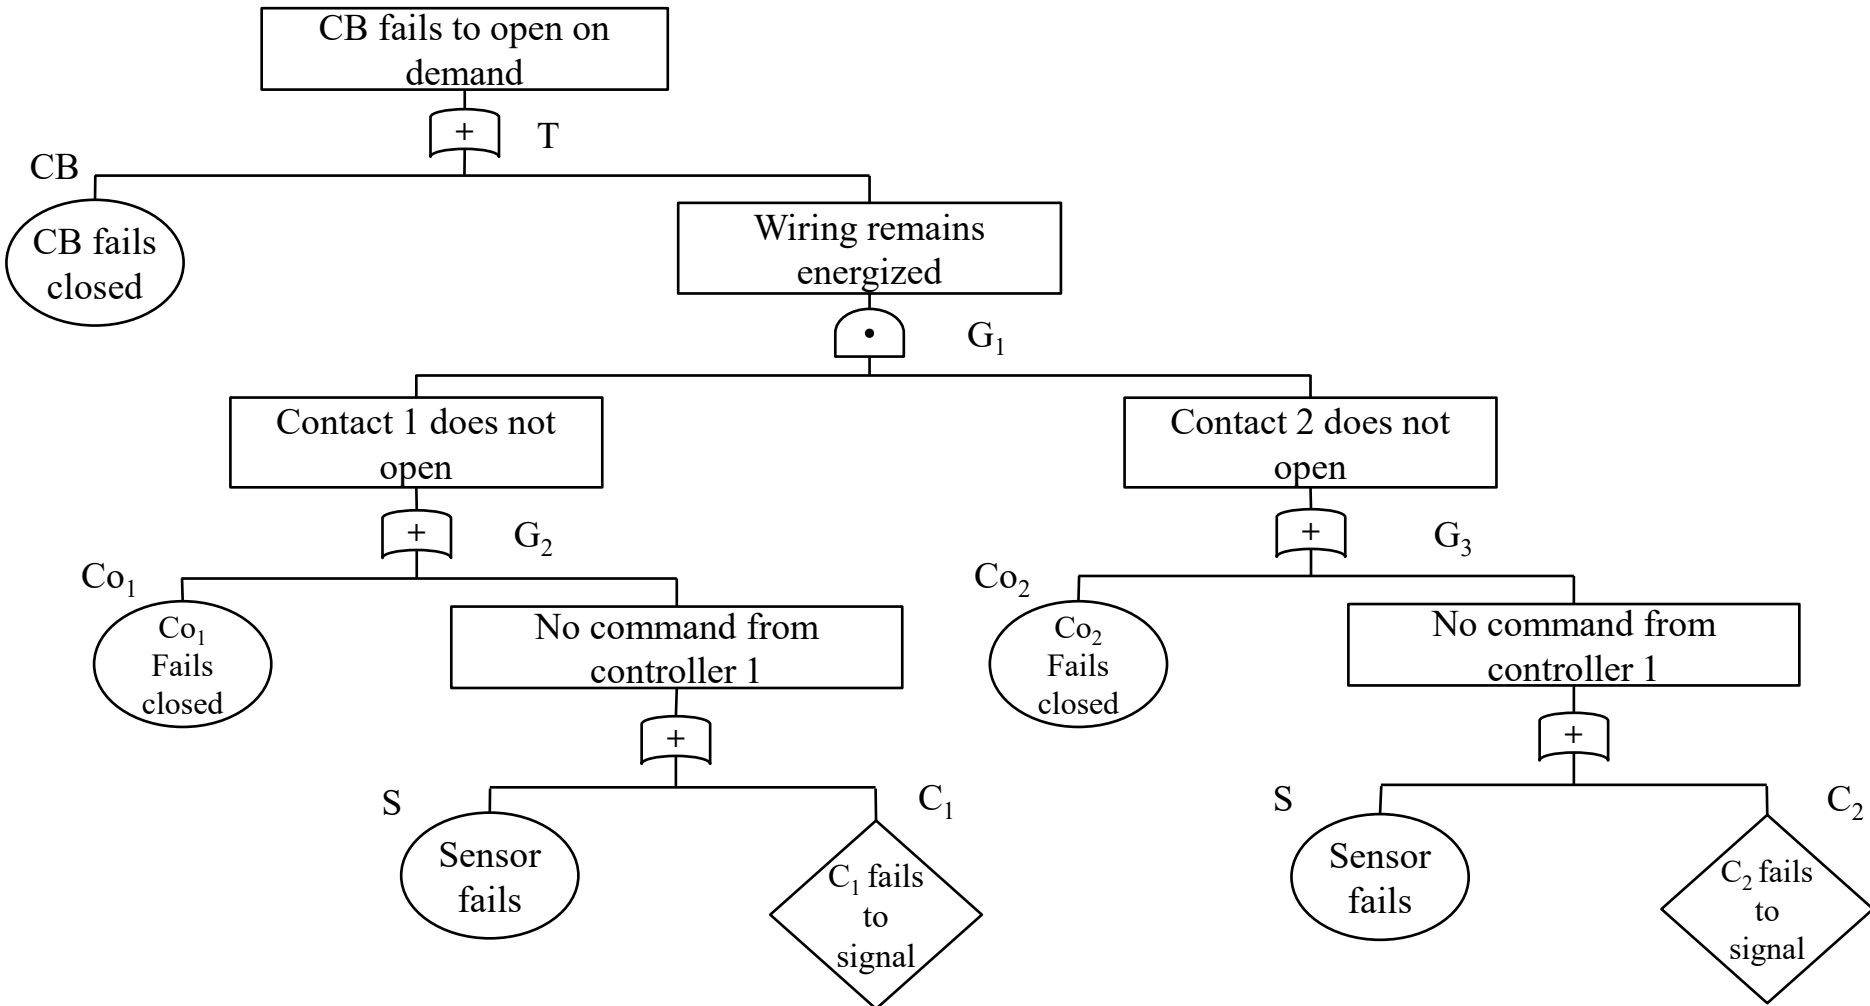 CB fails to open on
demand
+
T
CB
CB fails
closed
Wiring remains
energized
•
G₁
Contact 1 does not
open
Contact 2 does not
open
+
G₂
+
G₃
Co₁
Co₁
Fails
closed
No command from
controller 1
Co₂
Co₂
Fails
closed
No command from
controller 1
+
+
S
Sensor
fails
C₁
C₁ fails
to
signal
S
Sensor
fails
C₂
C₂ fails
to
signal